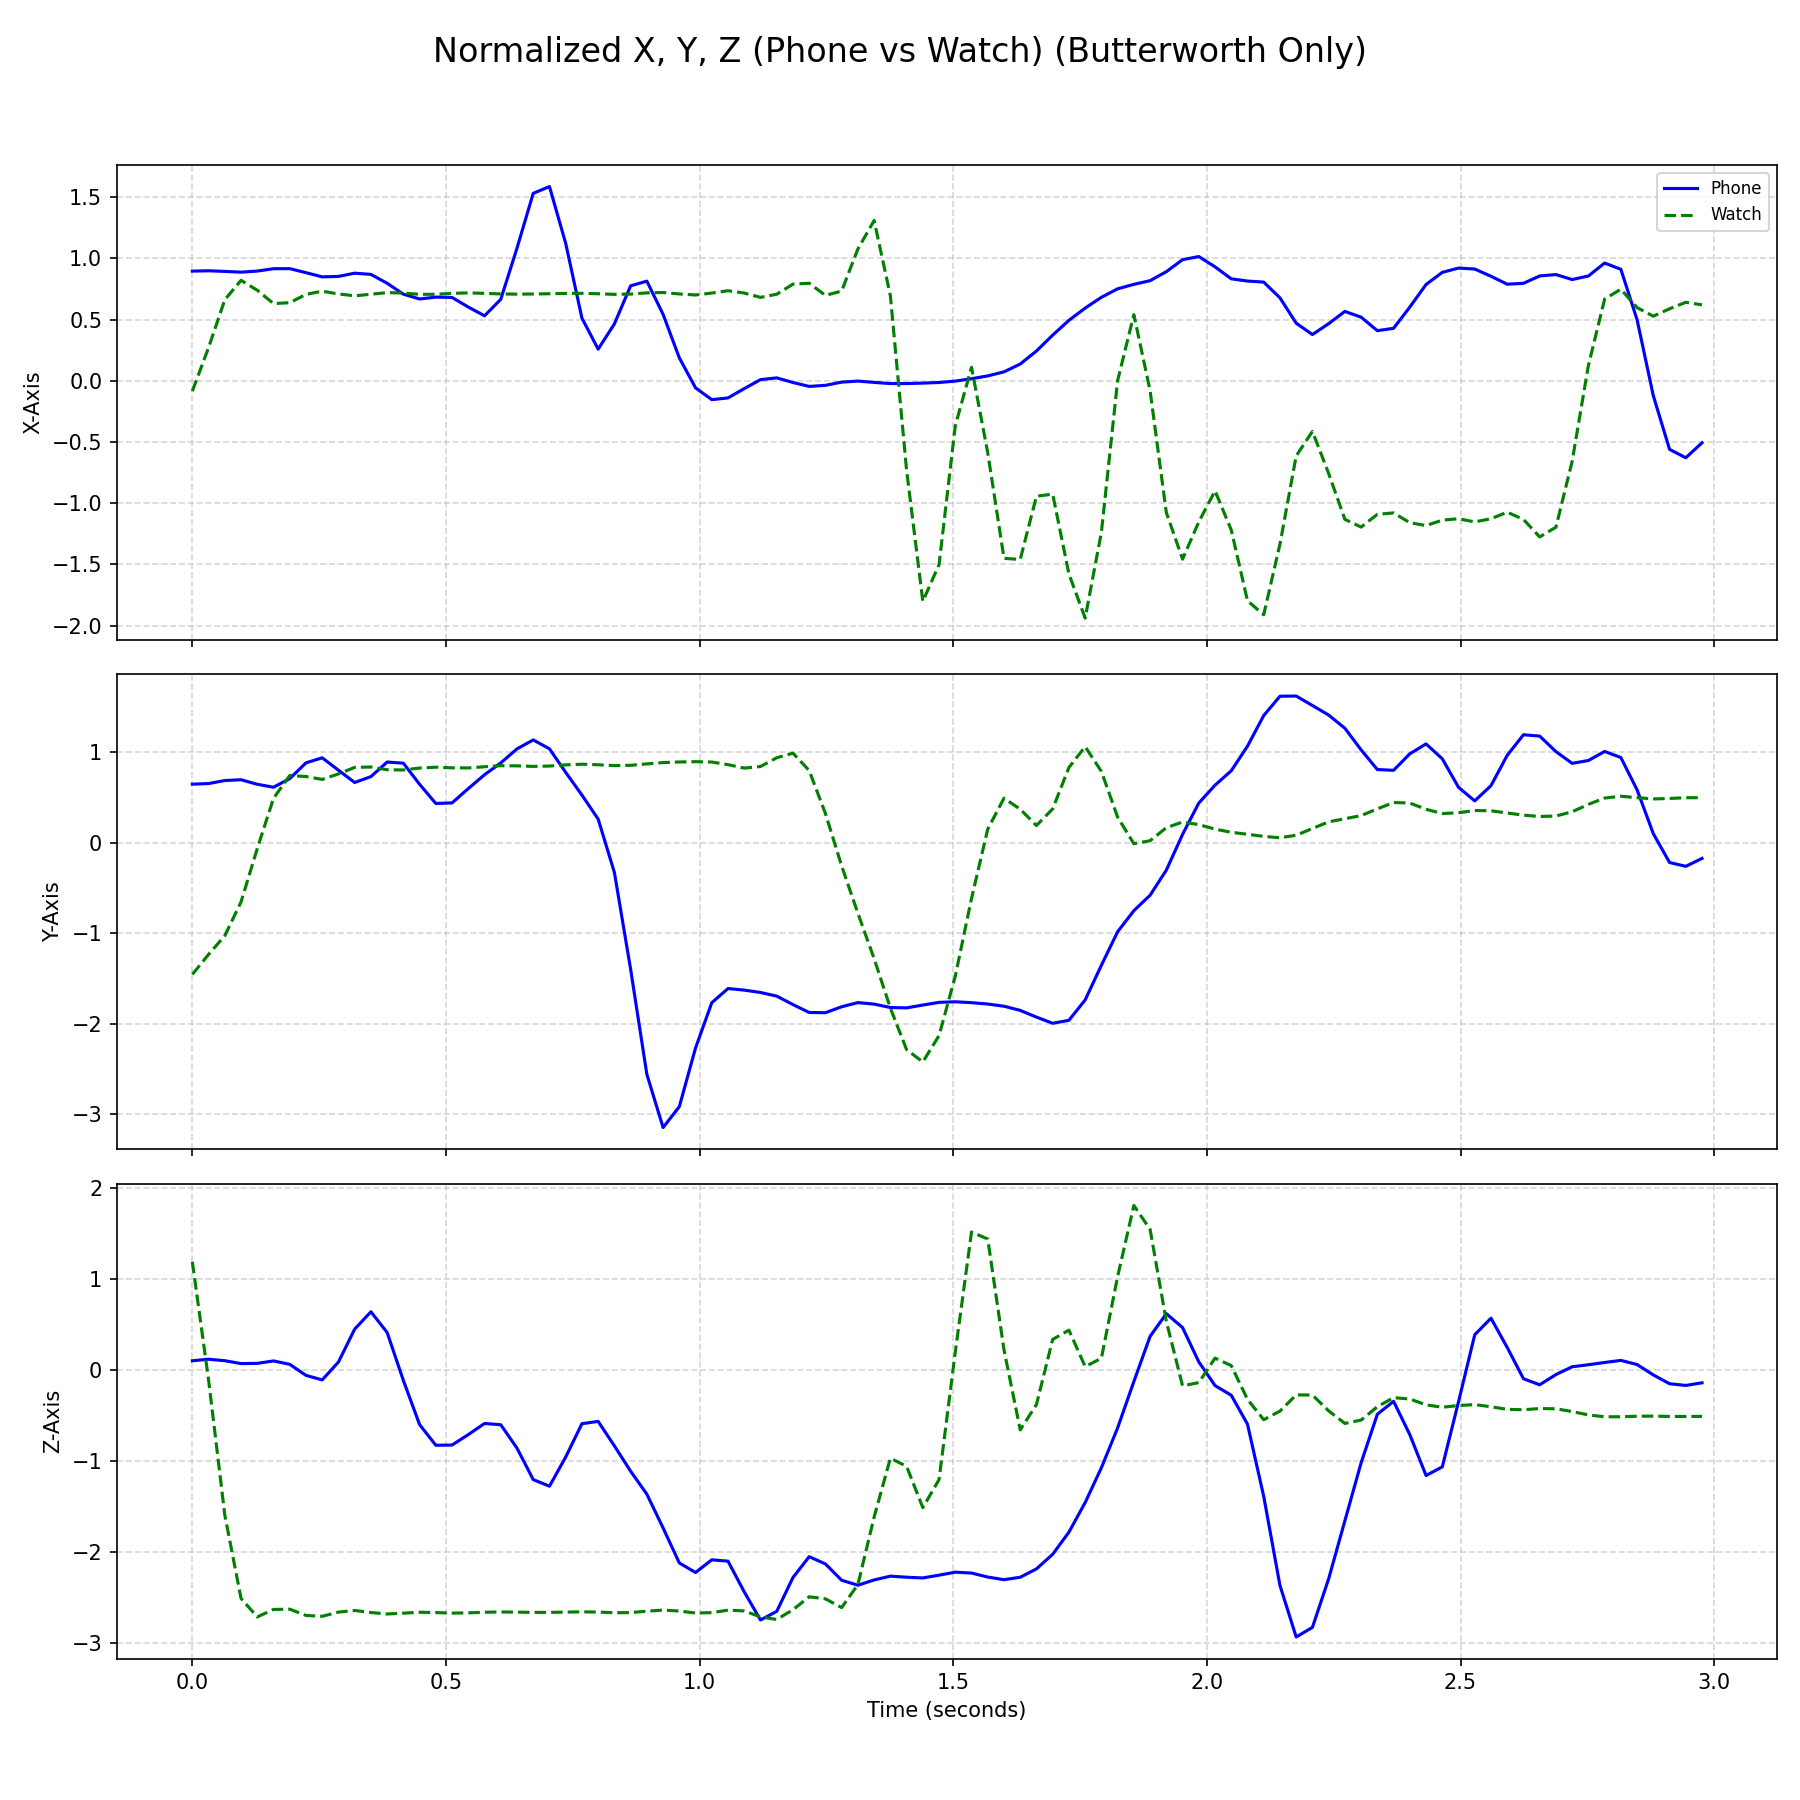 Normalized X, Y, Z (Phone vs Watch) (Butterworth Only)
Phone
Watch
1.5
1.0
0.5
0.0
−0.5
−1.0
−1.5
−2.0
X-Axis
1
0
−1
−2
−3
Y-Axis
2
1
0
−1
−2
−3
Z-Axis
0.0 0.5 1.0 1.5 2.0 2.5 3.0
Time (seconds)